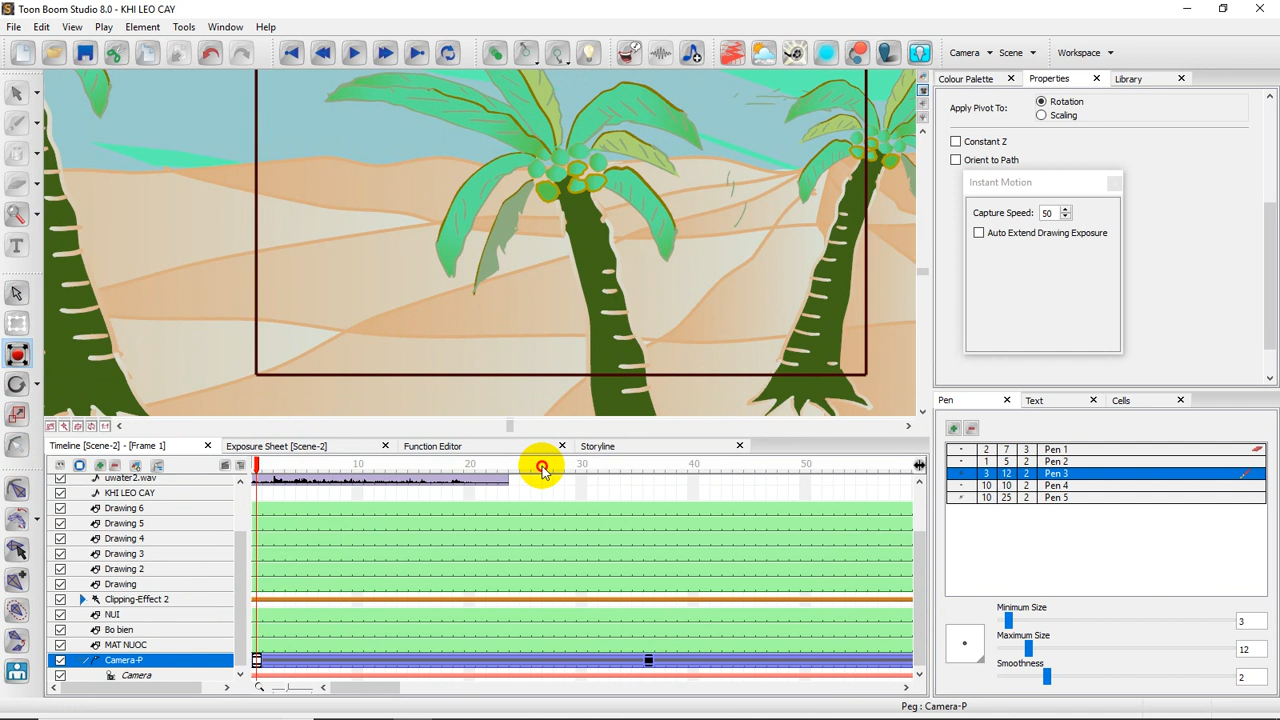 Toon Boom Studio 8.0 - KHI LEO CAY
File Edit View Play Element Tools Window Help
Camera Scene Workspace
Colour Palette Properties Library
Apply Pivot To: Rotation
Scaling
Constant Z
Orient to Path
Instant Motion
Capture Speed: 50
Auto Extend Drawing Exposure
Pen Text Cells
2 7 3 Pen 1
1 5 2 Pen 2
3 12 2 Pen 3
10 10 2 Pen 4
10 25 2 Pen 5
Minimum Size
3
Maximum Size
12
Smoothness
2
Timeline [Scene-2] - [Frame 1] Exposure Sheet [Scene-2] Function Editor Storyline
10 20 30 40 50
uwater2.wav
KHI LEO CAY
Drawing 6
Drawing 5
Drawing 4
Drawing 3
Drawing 2
Drawing
Clipping-Effect 2
NUI
Bo bien
MAT NUOC
Camera-P
Camera
Peg : Camera-P